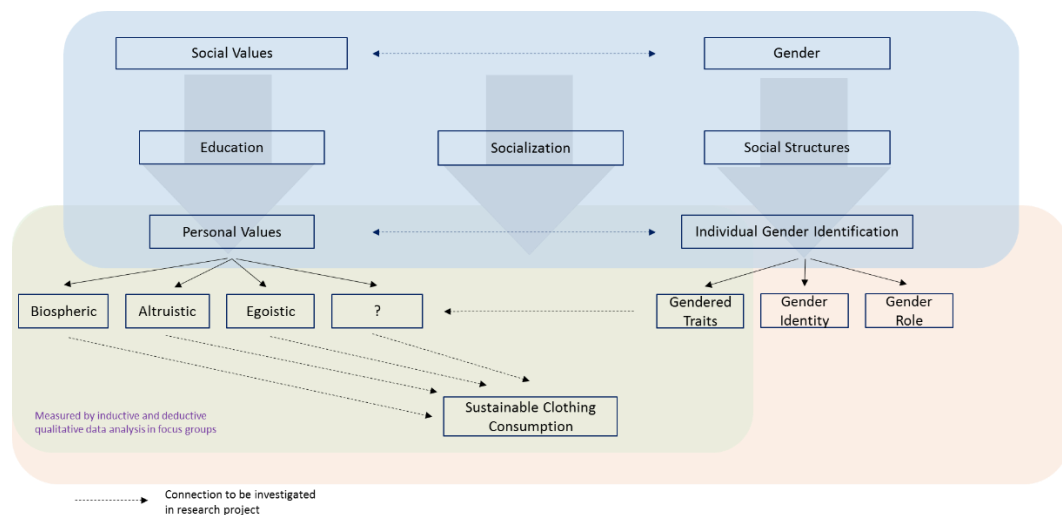 Social Values
Gender
Education
Socialization
Social Structures
Personal Values
Individual Gender Identification
Biospheric
Altruistic
Egoistic
?
Gendered
Traits
Gender
Identity
Gender
Role
Sustainable Clothing
Consumption
Measured by inductive and deductive
qualitative data analysis in focus groups
Connection to be investigated
in research project